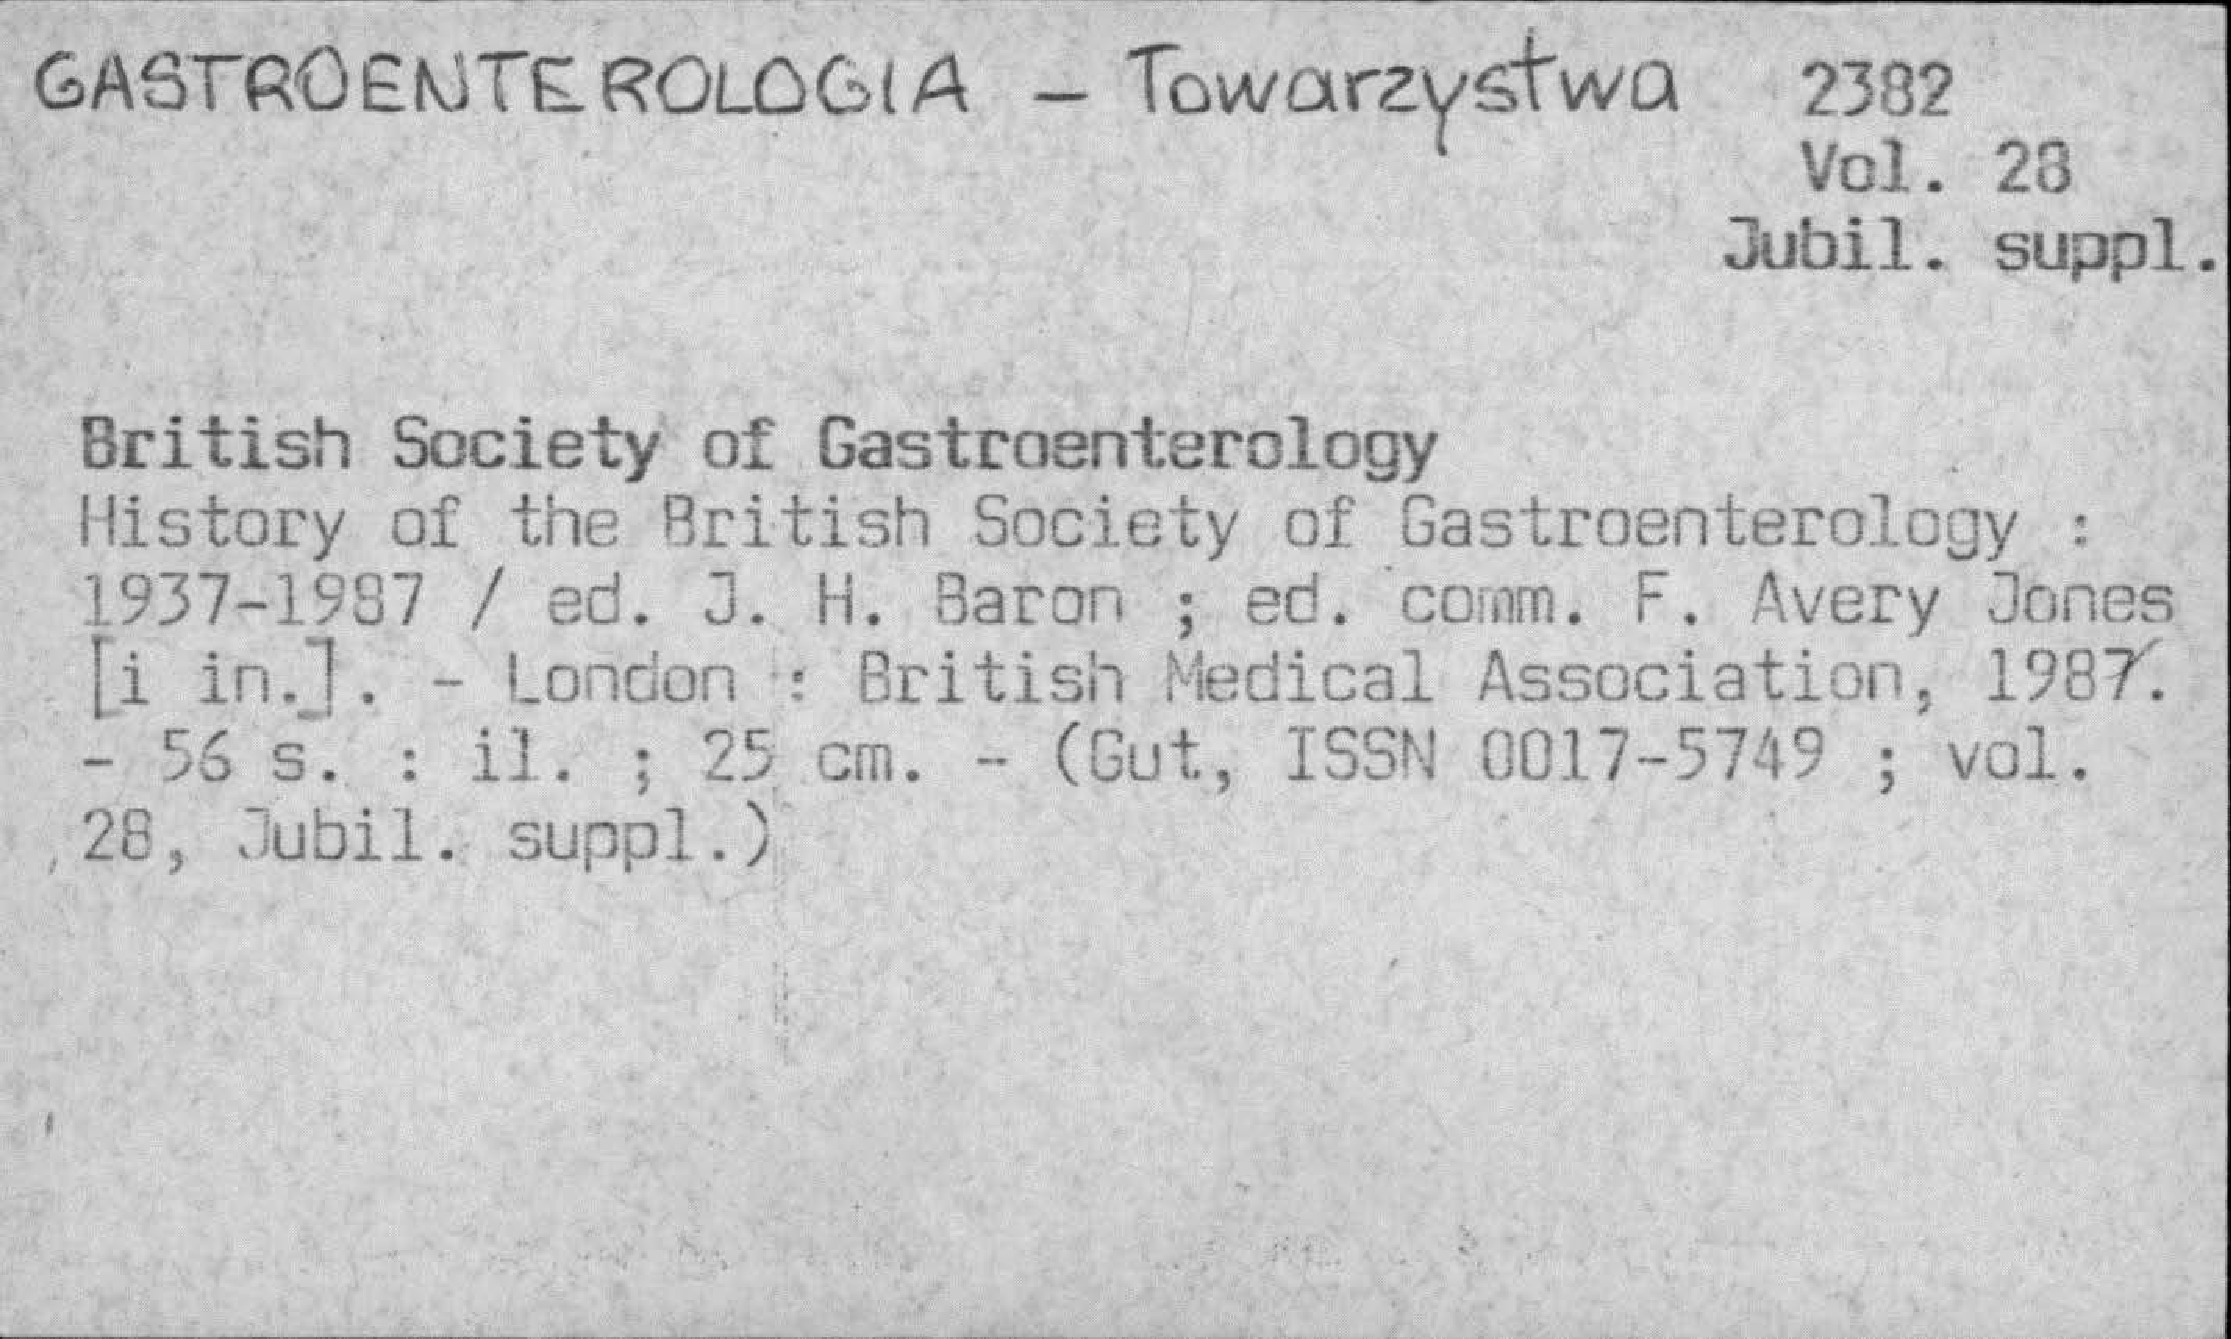 GASTROENTEROLOGIA – Towarzystwa 2382
Vol. 28
Jubil. suppl.
British Society of Gastroenterology
History of the British Society of Gastroenterology :
1937-1987 / ed. J. H. Baron ; ed. comm. F. Avery Jones
[i in.]. - London : British Medical Association, 1987.
- 56 s. : il. ; 25 cm. - (Gut, ISSN 0017-5749 ; vol.
28, Jubil. suppl.)